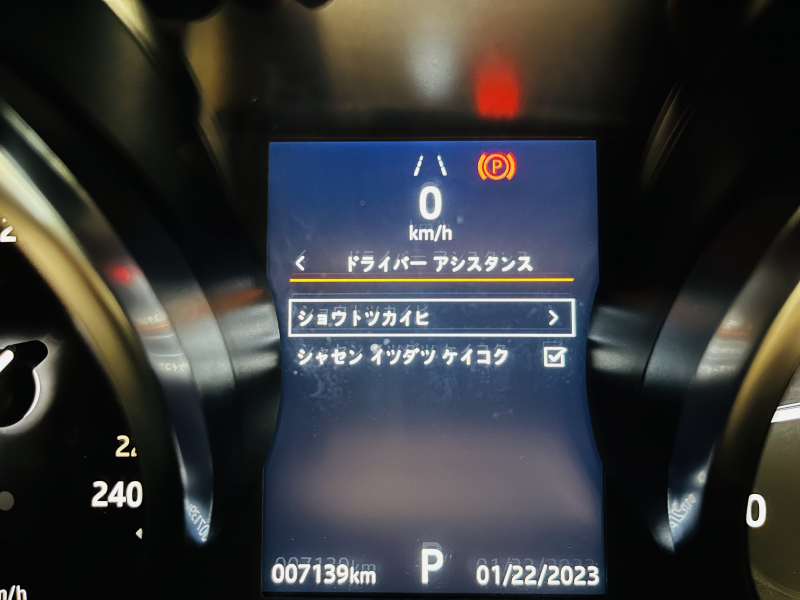 P
0
km/h
ドライバー アシスタンス
ショウトツカイヒ
シャセン イツダツ ケイコク
240
0
007139km
P
01/22/2023